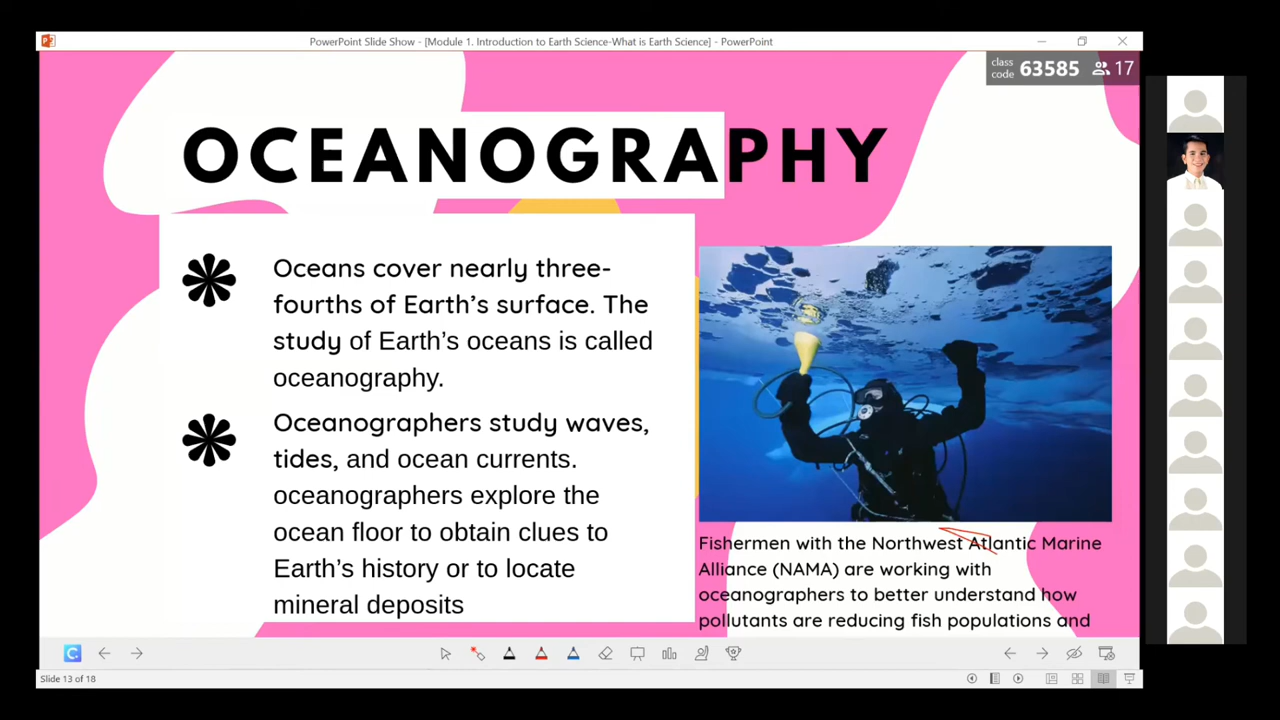 PowerPoint Slide Show - [Module 1. Introduction to Earth Science-What is Earth Science] - PowerPoint
class
code 63585 17
OCEANOGRAPHY
Oceans cover nearly three-
fourths of Earth’s surface. The
study of Earth’s oceans is called
oceanography.
Oceanographers study waves,
tides, and ocean currents.
oceanographers explore the
ocean floor to obtain clues to
Earth’s history or to locate
mineral deposits
Fishermen with the Northwest Atlantic Marine
Alliance (NAMA) are working with
oceanographers to better understand how
pollutants are reducing fish populations and
Slide 13 of 18